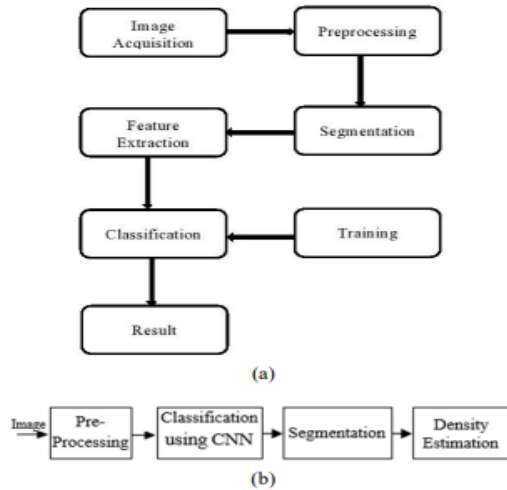 Image
Acquisition
Preprocessing
Feature
Extraction
Segmentation
Classification
Training
Result
(a)
Image
Pre-
Processing
Classification
using CNN
Segmentation
Density
Estimation
(b)